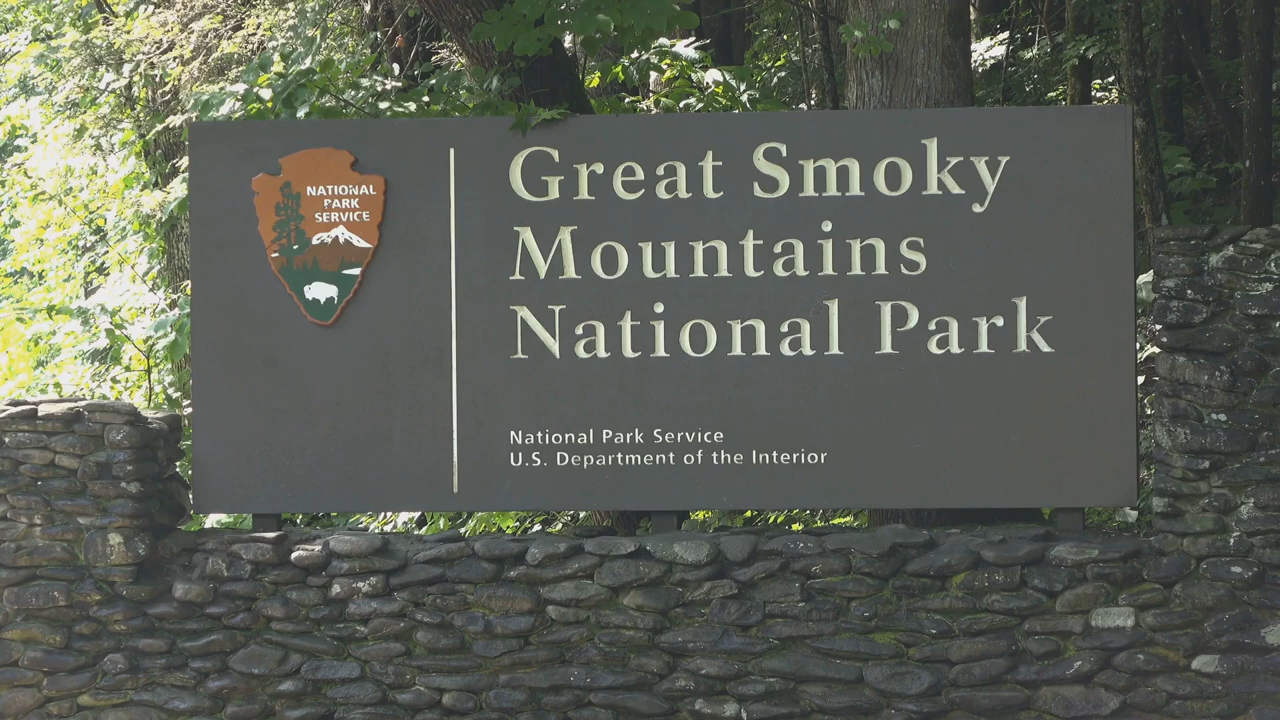 NATIONAL
PARK
SERVICE
Great Smoky
Mountains
National Park
National Park Service
U.S. Department of the Interior